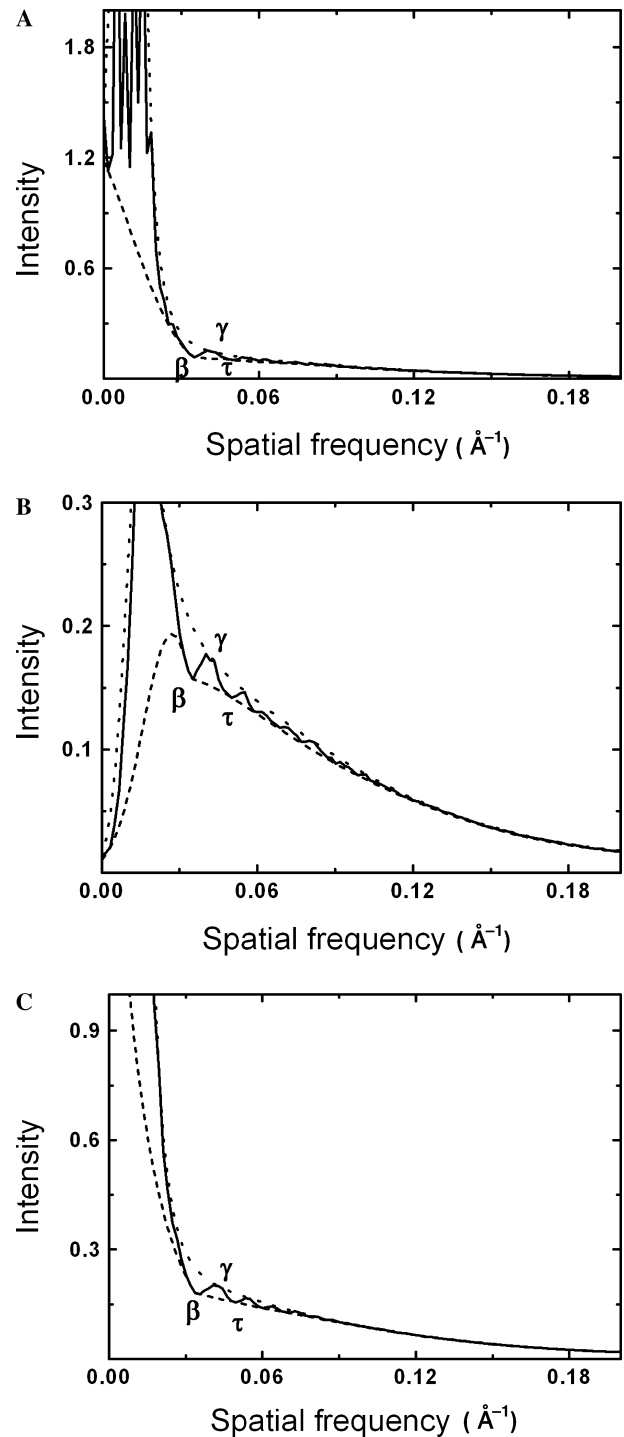 A
1.8
1.2
0.6
Intensity
γ
β τ
0.00 0.06 0.12 0.18
Spatial frequency ( Å⁻¹)
B
0.3
0.2
0.1
Intensity
γ
β τ
0.00 0.06 0.12 0.18
Spatial frequency ( Å⁻¹)
C
0.9
0.6
0.3
Intensity
γ
β τ
0.00 0.06 0.12 0.18
Spatial frequency ( Å⁻¹)